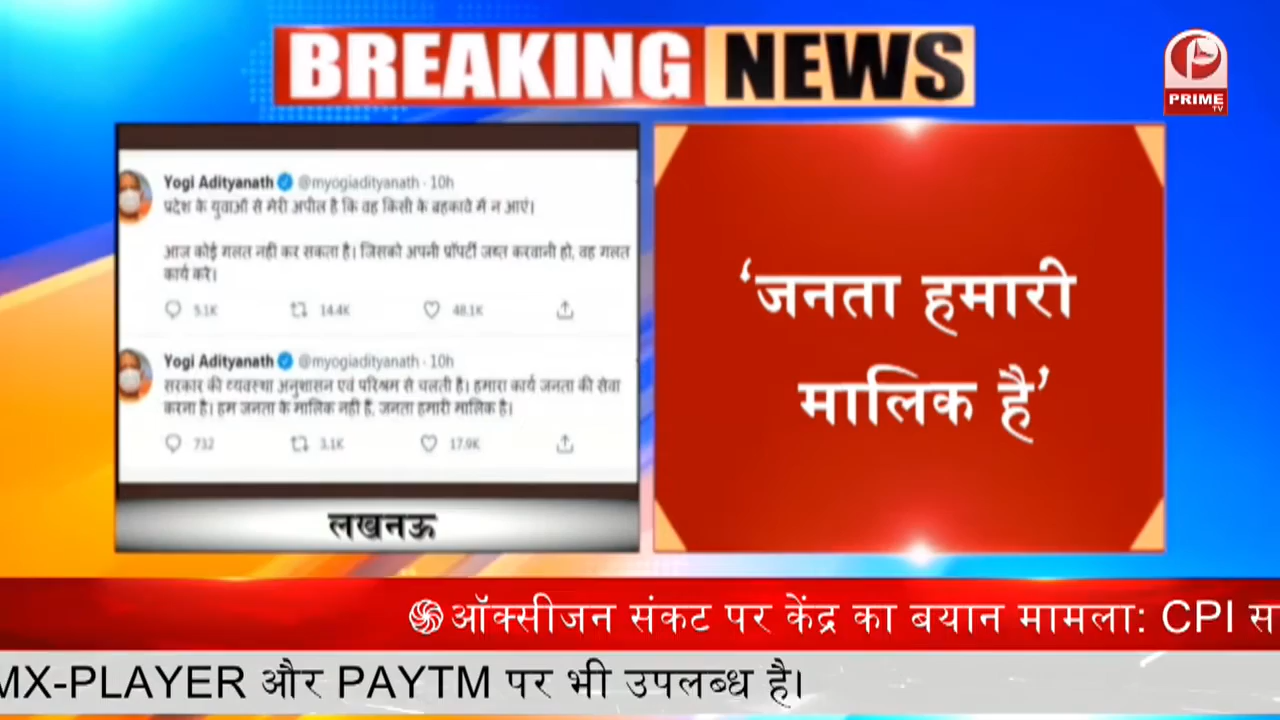 BREAKING NEWS
PRIME
TV
Yogi Adityanath @myogiadityanath · 10h
प्रदेश के युवाओं से मेरी अपील है कि वह किसी के बहकावे में न आएं।
आज कोई गलत नहीं कर सकता है। जिसको अपनी प्रॉपर्टी जब्त करवानी हो, वह गलत
कार्य करे।
5.1K 14.4K 48.1K
Yogi Adityanath @myogiadityanath · 10h
सरकार की व्यवस्था अनुशासन एवं परिश्रम से चलती है। हमारा कार्य जनता की सेवा
करना है। हम जनता के मालिक नहीं हैं, जनता हमारी मालिक है।
732 3.1K 17.9K
लखनऊ
‘जनता हमारी
मालिक है’
ऑक्सीजन संकट पर केंद्र का बयान मामला: CPI स
MX-PLAYER और PAYTM पर भी उपलब्ध है।